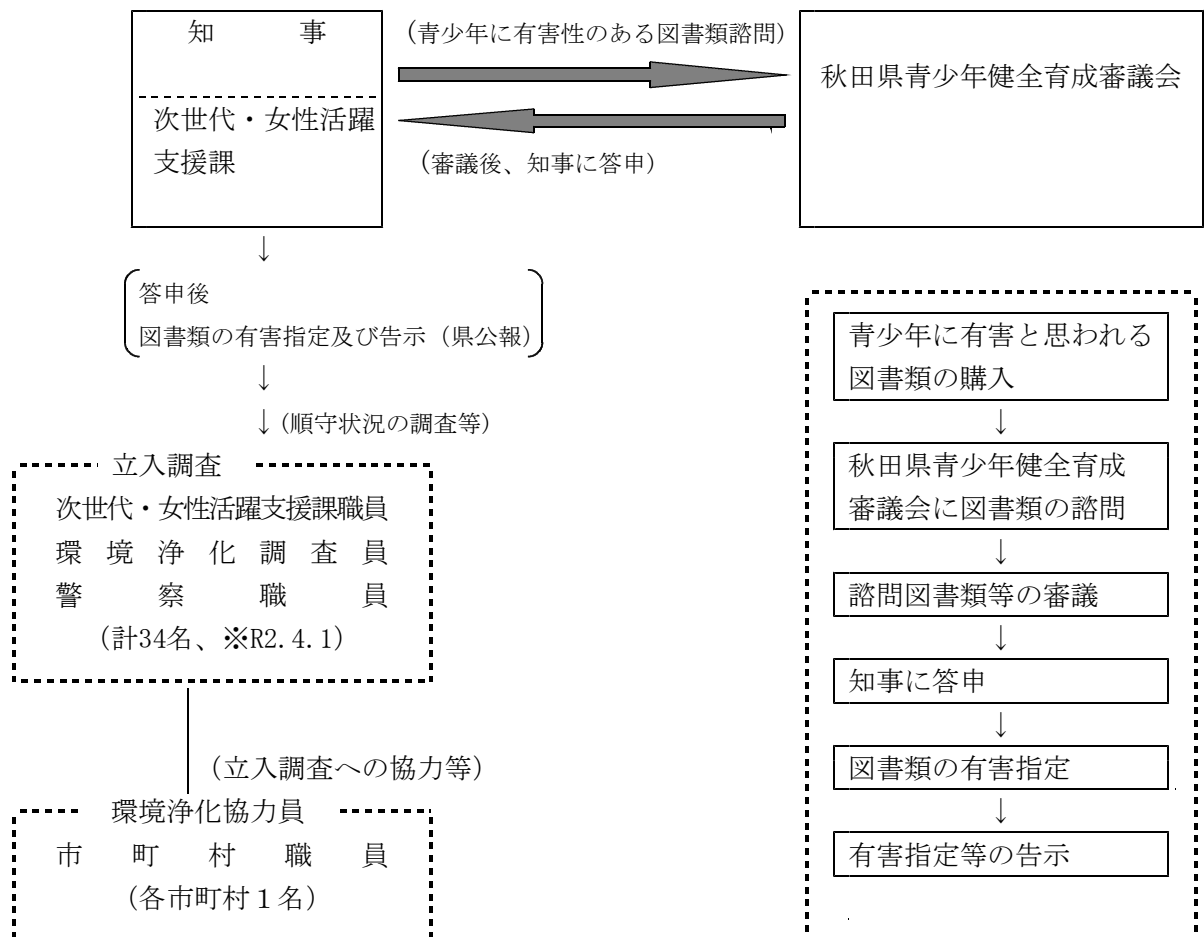 知事
次世代・女性活躍
支援課
(青少年に有害性のある図書類諮問)
(審議後、知事に答申)
秋田県青少年健全育成審議会
↓
答申後
図書類の有害指定及び告示(県公報)
↓
↓(順守状況の調査等)
立入調査
次世代・女性活躍支援課職員
環境浄化調査員
警察職員
(計34名、※R2.4.1)
(立入調査への協力等)
環境浄化協力員
市町村職員
(各市町村1名)
青少年に有害と思われる
図書類の購入
↓
秋田県青少年健全育成
審議会に図書類の諮問
↓
諮問図書類等の審議
↓
知事に答申
↓
図書類の有害指定
↓
有害指定等の告示